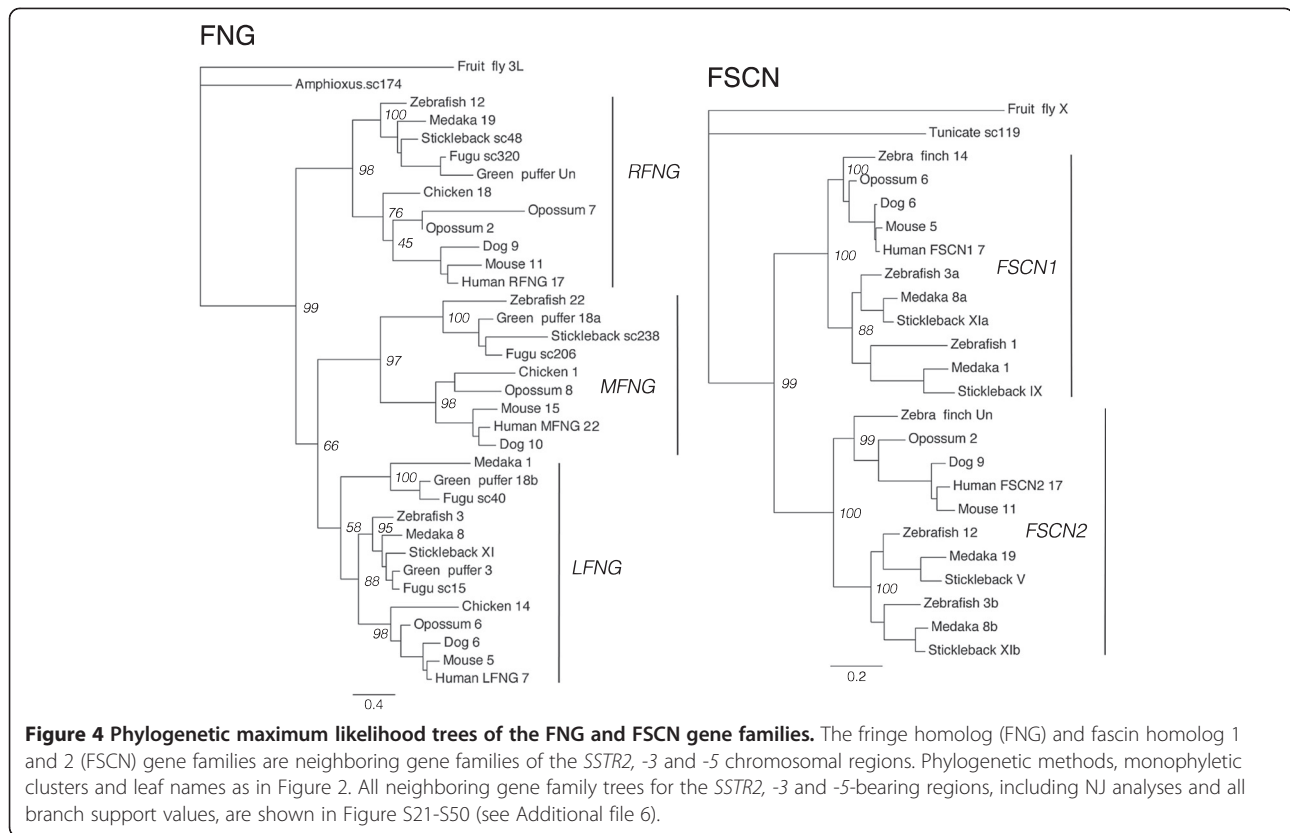 FNG
Fruit fly 3L
Amphioxus.sc174
Zebrafish 12
100
Medaka 19
Stickleback sc48
Fugu sc320
98
Green puffer Un
RFNG
Chicken 18
76
Opossum 7
Opossum 2
45
Dog 9
Mouse 11
Human RFNG 17
99
Zebrafish 22
100
Green puffer 18a
Stickleback sc238
97
Fugu sc206
Chicken 1
MFNG
Opossum 8
98
Mouse 15
Human MFNG 22
66
Dog 10
Medaka 1
100
Green puffer 18b
Fugu sc40
Zebrafish 3
58
95
Medaka 8
Stickleback XI
Green puffer 3
LFNG
88
Fugu sc15
Chicken 14
Opossum 6
98
Dog 6
Mouse 5
Human LFNG 7
0.4
FSCN
Fruit fly X
Tunicate sc119
Zebra finch 14
100
Opossum 6
Dog 6
Mouse 5
100
Human FSCN1 7
FSCN1
Zebrafish 3a
Medaka 8a
Stickleback XIa
88
Zebrafish 1
Medaka 1
99
Stickleback IX
Zebra finch Un
99
Opossum 2
Dog 9
Human FSCN2 17
100
Mouse 11
FSCN2
Zebrafish 12
Medaka 19
Stickleback V
100
Zebrafish 3b
Medaka 8b
Stickleback XIb
0.2
Figure 4 Phylogenetic maximum likelihood trees of the FNG and FSCN gene families. The fringe homolog (FNG) and fascin homolog 1
and 2 (FSCN) gene families are neighboring gene families of the SSTR2, -3 and -5 chromosomal regions. Phylogenetic methods, monophyletic
clusters and leaf names as in Figure 2. All neighboring gene family trees for the SSTR2, -3 and -5-bearing regions, including NJ analyses and all
branch support values, are shown in Figure S21-S50 (see Additional file 6).